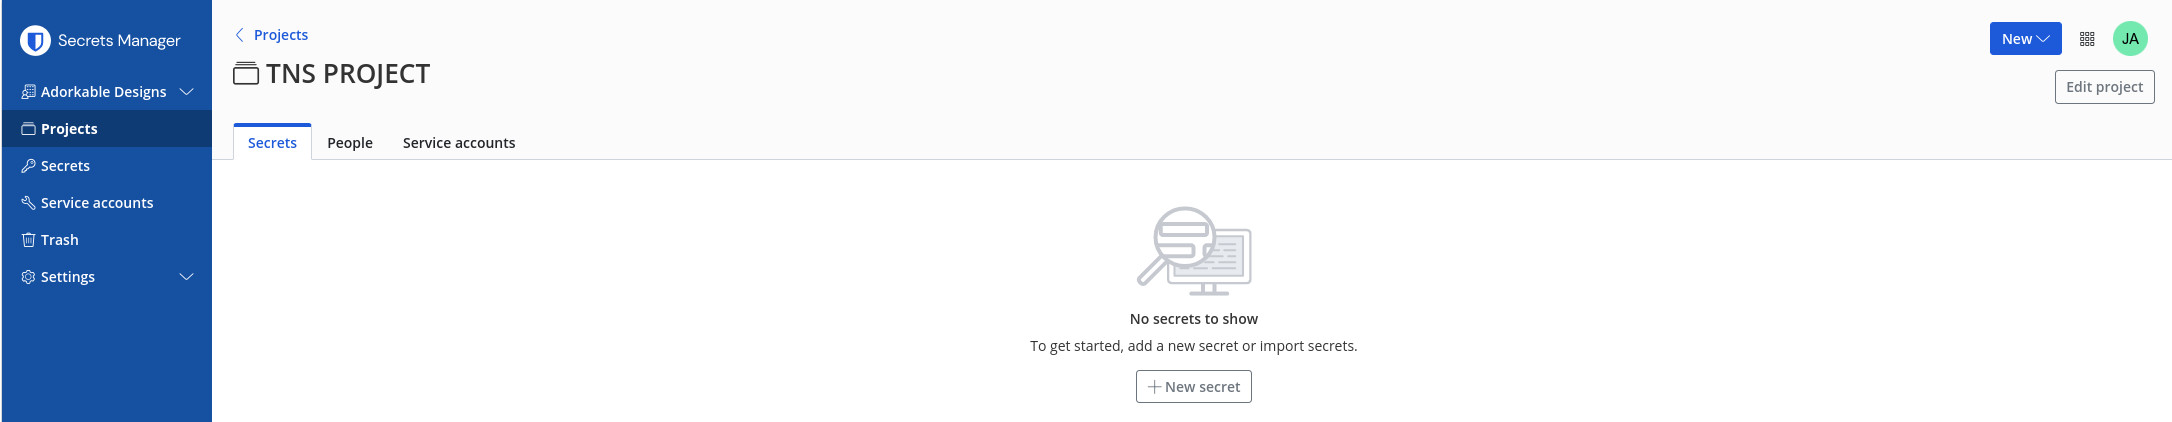 Secrets Manager
Adorkable Designs
Projects
Secrets
Service accounts
Trash
Settings
Projects
TNS PROJECT
New
JA
Edit project
Secrets
People
Service accounts
No secrets to show
To get started, add a new secret or import secrets.
New secret